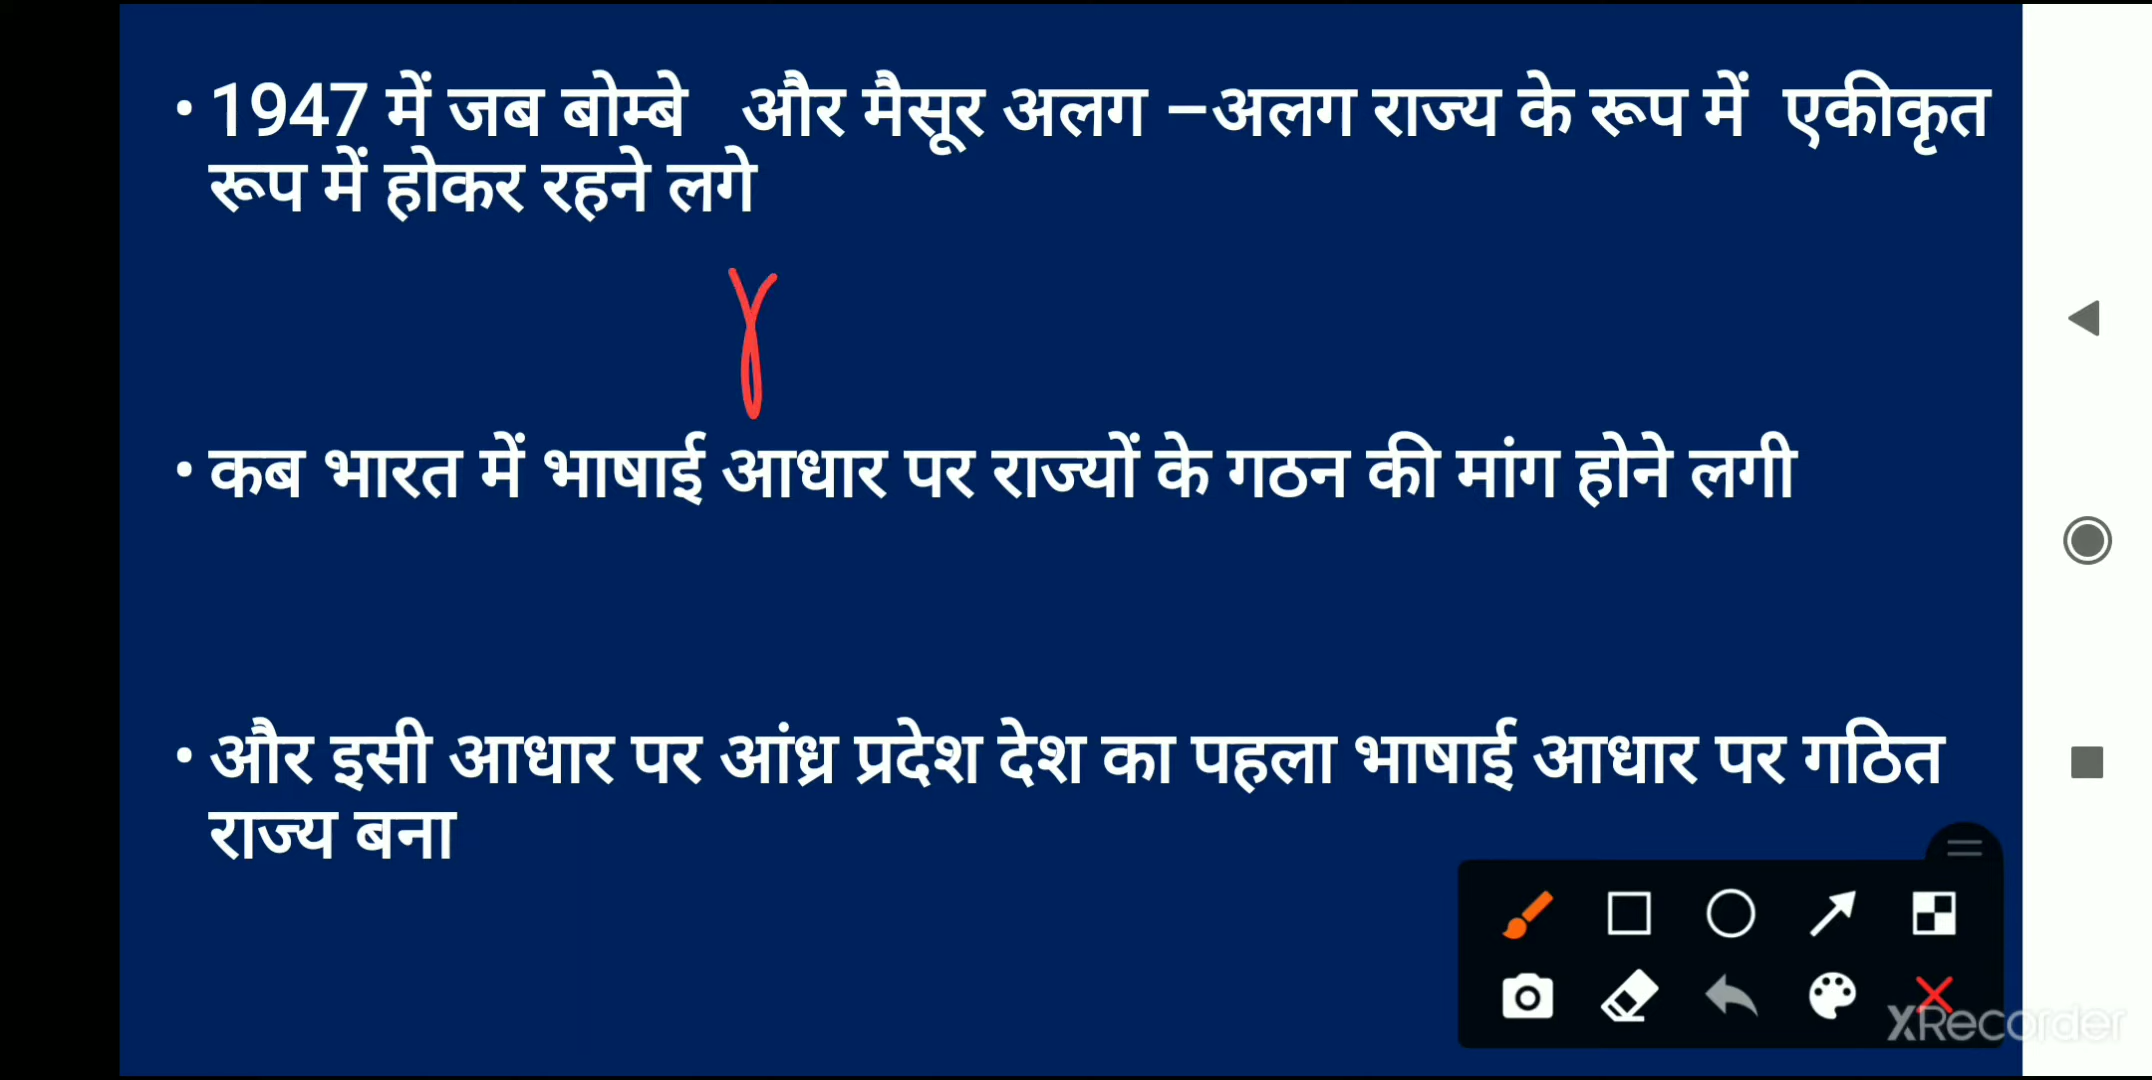 • 1947 में जब बोम्बे और मैसूर अलग –अलग राज्य के रूप में एकीकृत
रूप में होकर रहने लगे
• कब भारत में भाषाई आधार पर राज्यों के गठन की मांग होने लगी
• और इसी आधार पर आंध्र प्रदेश देश का पहला भाषाई आधार पर गठित
राज्य बना
XRecorder